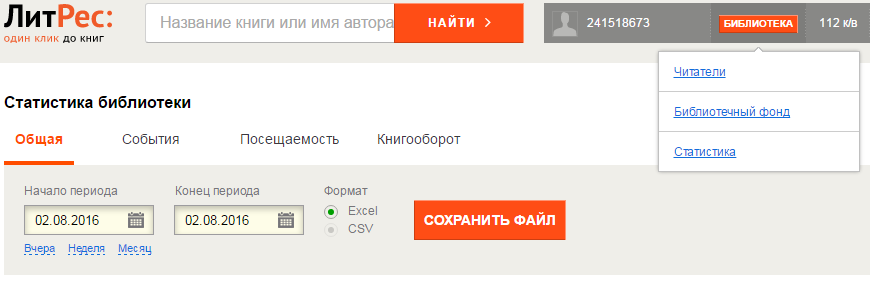 ЛитРес:
один клик до книг
Название книги или имя автора
НАЙТИ
241518673
БИБЛИОТЕКА
112 к/в
Читатели
Библиотечный фонд
Статистика
Статистика библиотеки
Общая События Посещаемость Книгооборот
Начало периода Конец периода Формат
02.08.2016 02.08.2016
Excel
CSV
СОХРАНИТЬ ФАЙЛ
Вчера Неделя Месяц